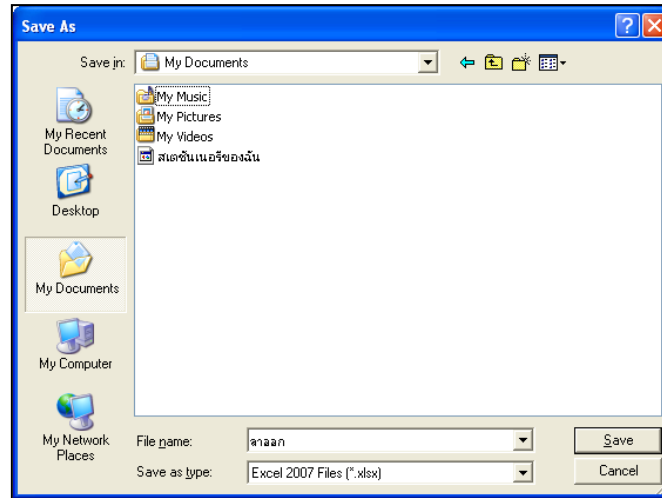 Save As
Save in: My Documents
My Recent
Documents
Desktop
My Documents
My Computer
My Network
Places
My Music
My Pictures
My Videos
สเตชันเนอรีของฉัน
File name: ลาออก
Save as type: Excel 2007 Files (*.xlsx)
Save
Cancel